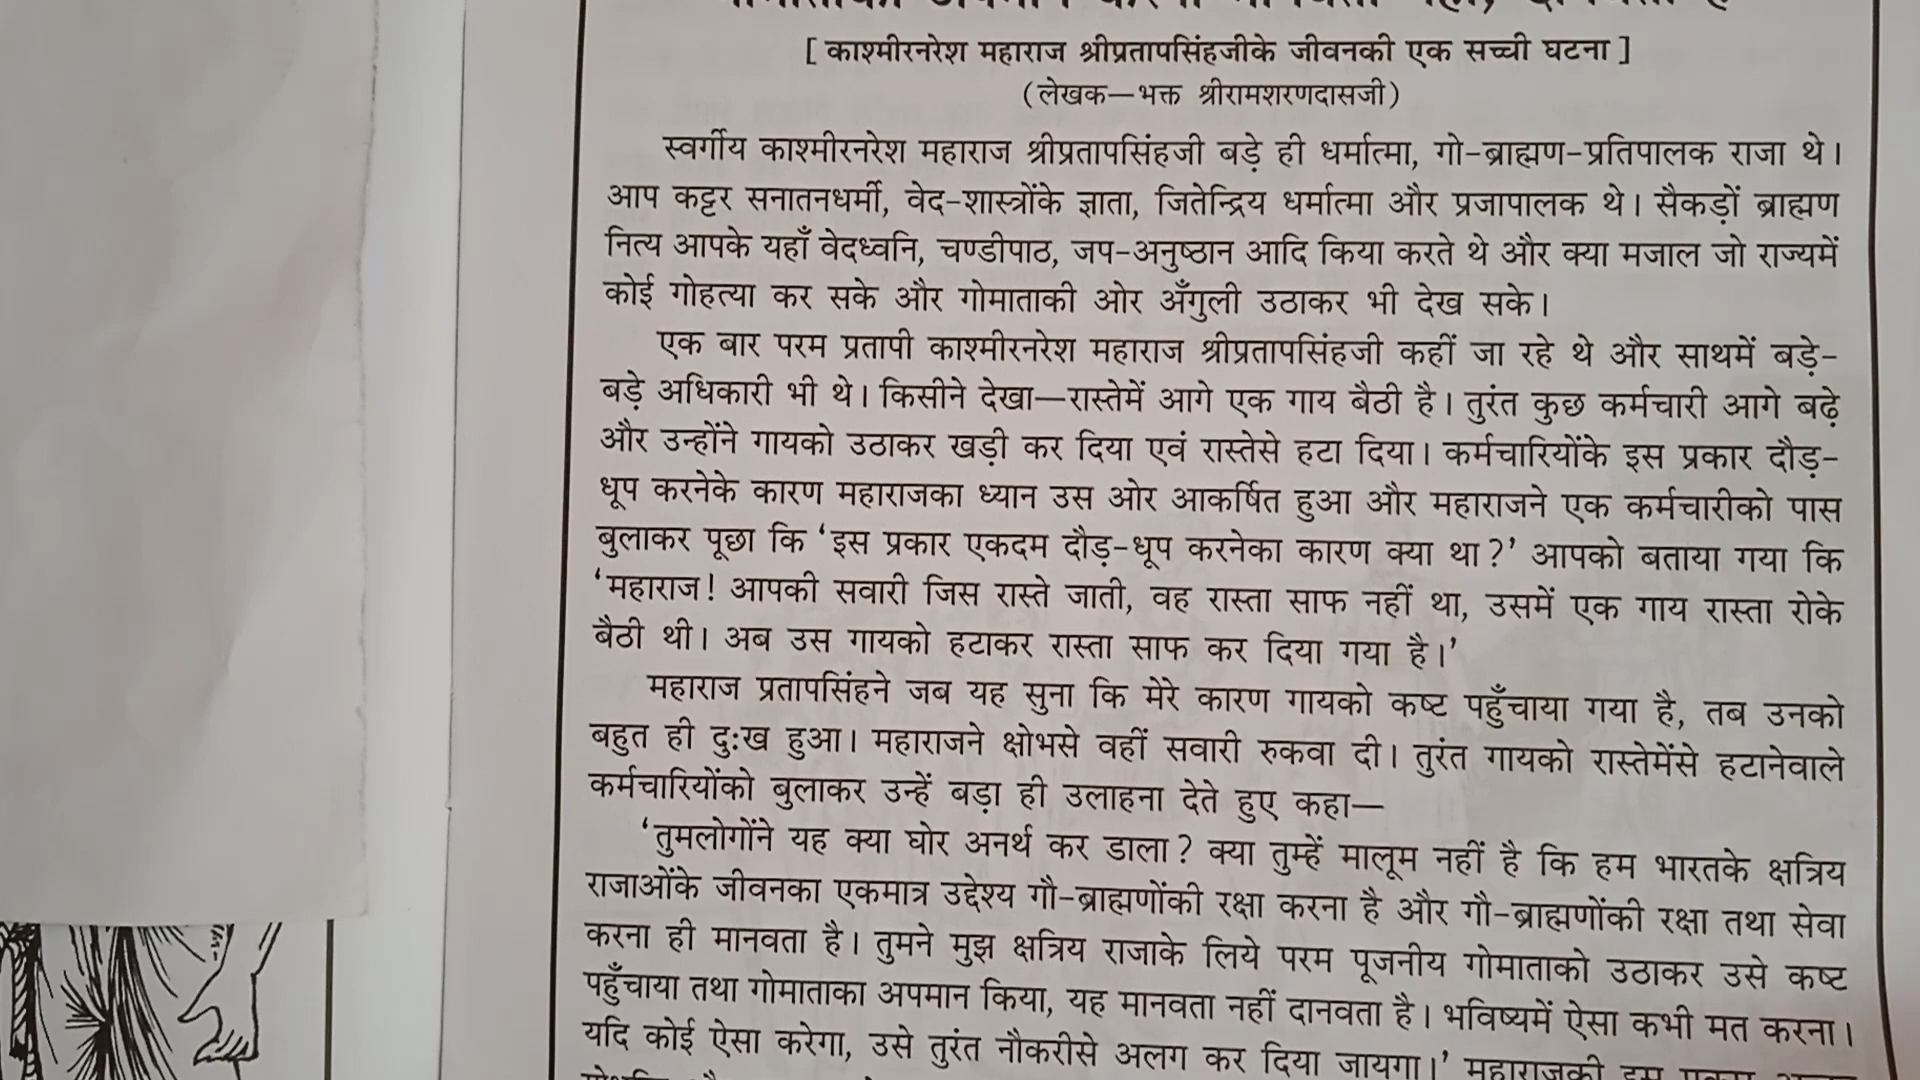 [ काश्मीरनरेश महाराज श्रीप्रतापसिंहजीके जीवनकी एक सच्ची घटना ]
(लेखक—भक्त श्रीरामशरणदासजी)
स्वर्गीय काश्मीरनरेश महाराज श्रीप्रतापसिंहजी बड़े ही धर्मात्मा, गो-ब्राह्मण-प्रतिपालक राजा थे।
आप कट्टर सनातनधर्मी, वेद-शास्त्रोंके ज्ञाता, जितेन्द्रिय धर्मात्मा और प्रजापालक थे। सैकड़ों ब्राह्मण
नित्य आपके यहाँ वेदध्वनि, चण्डीपाठ, जप-अनुष्ठान आदि किया करते थे और क्या मजाल जो राज्यमें
कोई गोहत्या कर सके और गोमाताकी ओर अँगुली उठाकर भी देख सके।
एक बार परम प्रतापी काश्मीरनरेश महाराज श्रीप्रतापसिंहजी कहीं जा रहे थे और साथमें बड़े-
बड़े अधिकारी भी थे। किसीने देखा—रास्तेमें आगे एक गाय बैठी है। तुरंत कुछ कर्मचारी आगे बढ़े
और उन्होंने गायको उठाकर खड़ी कर दिया एवं रास्तेसे हटा दिया। कर्मचारियोंके इस प्रकार दौड़-
धूप करनेके कारण महाराजका ध्यान उस ओर आकर्षित हुआ और महाराजने एक कर्मचारीको पास
बुलाकर पूछा कि ‘इस प्रकार एकदम दौड़-धूप करनेका कारण क्या था?’ आपको बताया गया कि
‘महाराज! आपकी सवारी जिस रास्ते जाती, वह रास्ता साफ नहीं था, उसमें एक गाय रास्ता रोके
बैठी थी। अब उस गायको हटाकर रास्ता साफ कर दिया गया है।’
महाराज प्रतापसिंहने जब यह सुना कि मेरे कारण गायको कष्ट पहुँचाया गया है, तब उनको
बहुत ही दुःख हुआ। महाराजने क्षोभसे वहीं सवारी रुकवा दी। तुरंत गायको रास्तेमेंसे हटानेवाले
कर्मचारियोंको बुलाकर उन्हें बड़ा ही उलाहना देते हुए कहा—
‘तुमलोगोंने यह क्या घोर अनर्थ कर डाला? क्या तुम्हें मालूम नहीं है कि हम भारतके क्षत्रिय
राजाओंके जीवनका एकमात्र उद्देश्य गौ-ब्राह्मणोंकी रक्षा करना है और गौ-ब्राह्मणोंकी रक्षा तथा सेवा
करना ही मानवता है। तुमने मुझ क्षत्रिय राजाके लिये परम पूजनीय गोमाताको उठाकर उसे कष्ट
पहुँचाया तथा गोमाताका अपमान किया, यह मानवता नहीं दानवता है। भविष्यमें ऐसा कभी मत करना।
यदि कोई ऐसा करेगा, उसे तुरंत नौकरीसे अलग कर दिया जायगा।’ महाराजकी इस